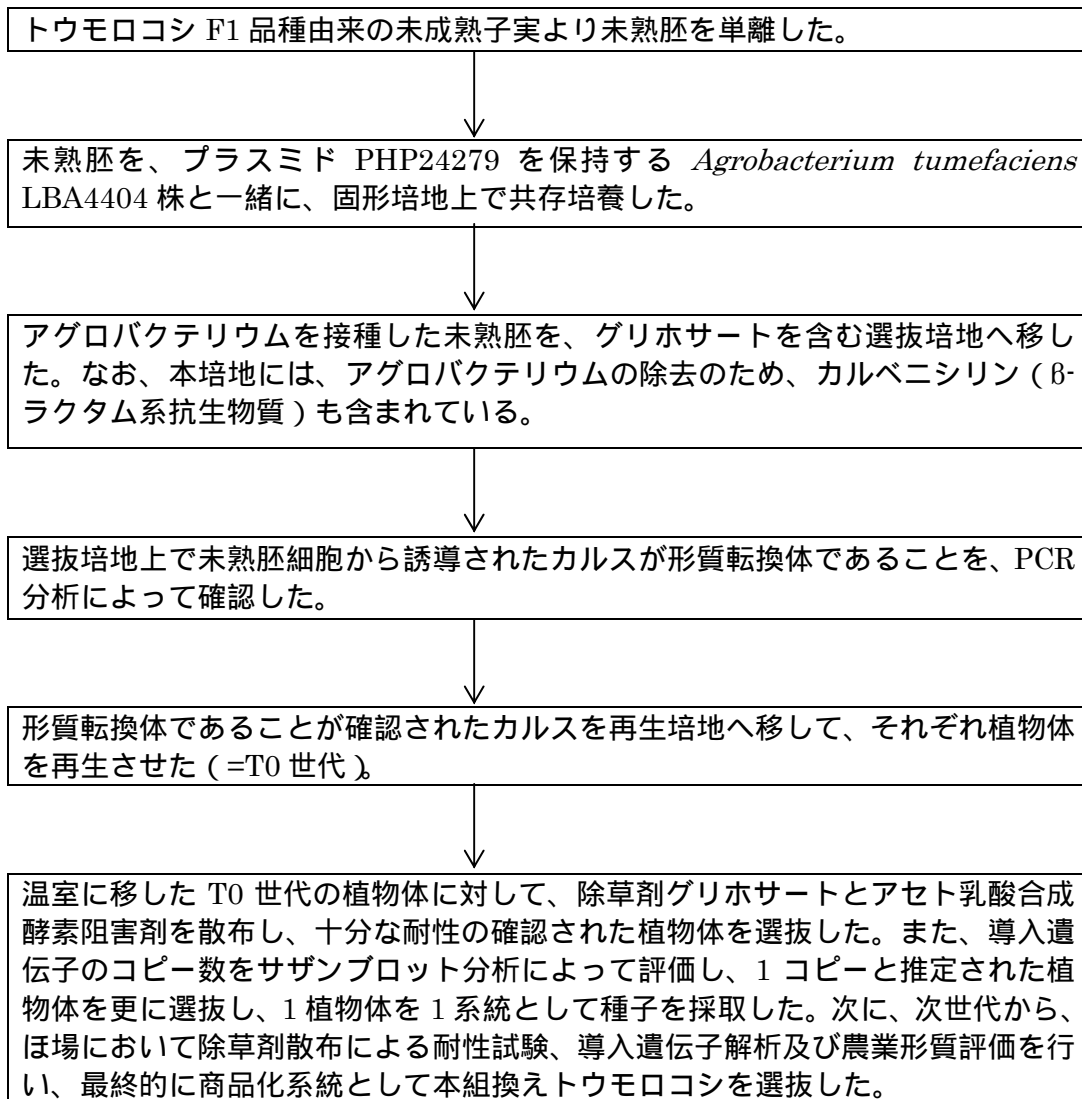 トウモロコシ F1 品種由来の未成熟子実より未熟胚を単離した。
未熟胚を、プラスミド PHP24279 を保持する Agrobacterium tumefaciens
LBA4404 株と一緒に、固形培地上で共存培養した。
アグロバクテリウムを接種した未熟胚を、グリホサートを含む選抜培地へ移し
た。なお、本培地には、アグロバクテリウムの除去のため、カルベニシリン（β-
ラクタム系抗生物質）も含まれている。
選抜培地上で未熟胚細胞から誘導されたカルスが形質転換体であることを、PCR
分析によって確認した。
形質転換体であることが確認されたカルスを再生培地へ移して、それぞれ植物体
を再生させた（=T0 世代）。
温室に移した T0 世代の植物体に対して、除草剤グリホサートとアセト乳酸合成
酵素阻害剤を散布し、十分な耐性の確認された植物体を選抜した。また、導入遺
伝子のコピー数をサザンブロット分析によって評価し、1 コピーと推定された植
物体を更に選抜し、1 植物体を 1 系統として種子を採取した。次に、次世代から、
ほ場において除草剤散布による耐性試験、導入遺伝子解析及び農業形質評価を行
い、最終的に商品化系統として本組換えトウモロコシを選抜した。